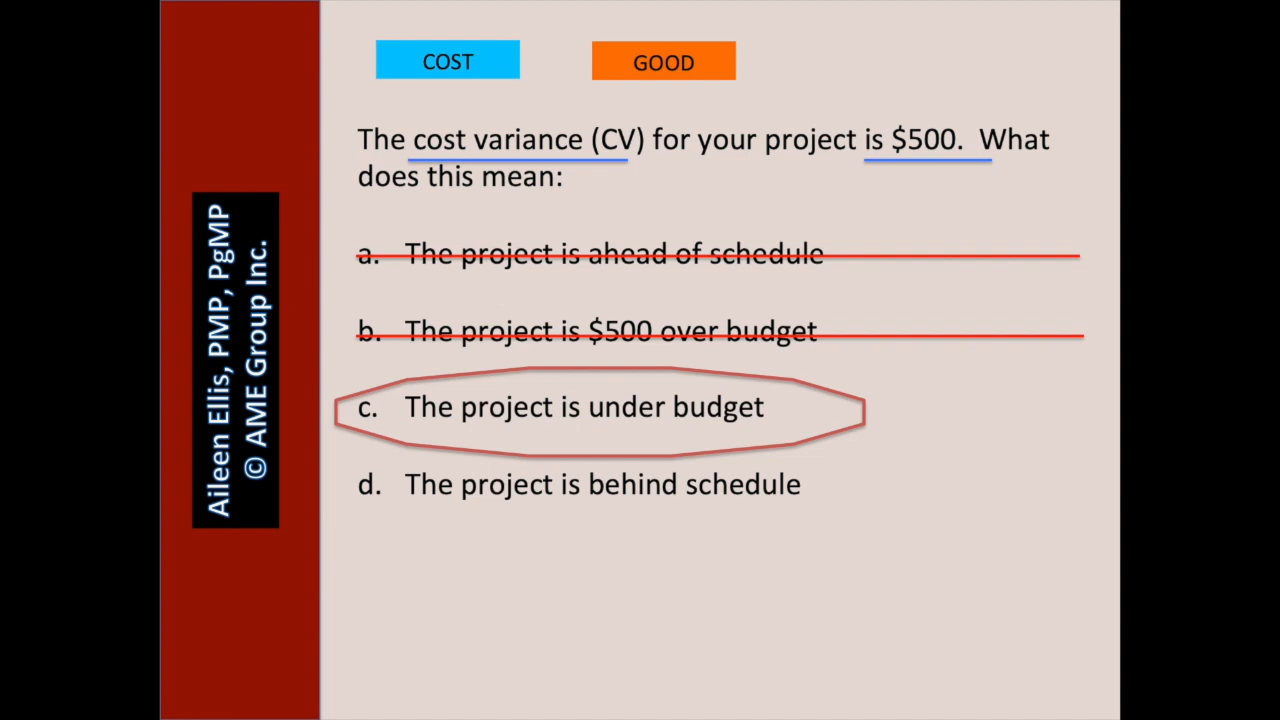 COST
GOOD
The cost variance (CV) for your project is $500.  What
does this mean:
a. The project is ahead of schedule
b. The project is $500 over budget
c. The project is under budget
d. The project is behind schedule
Aileen Ellis, PMP, PgMP
© AME Group Inc.